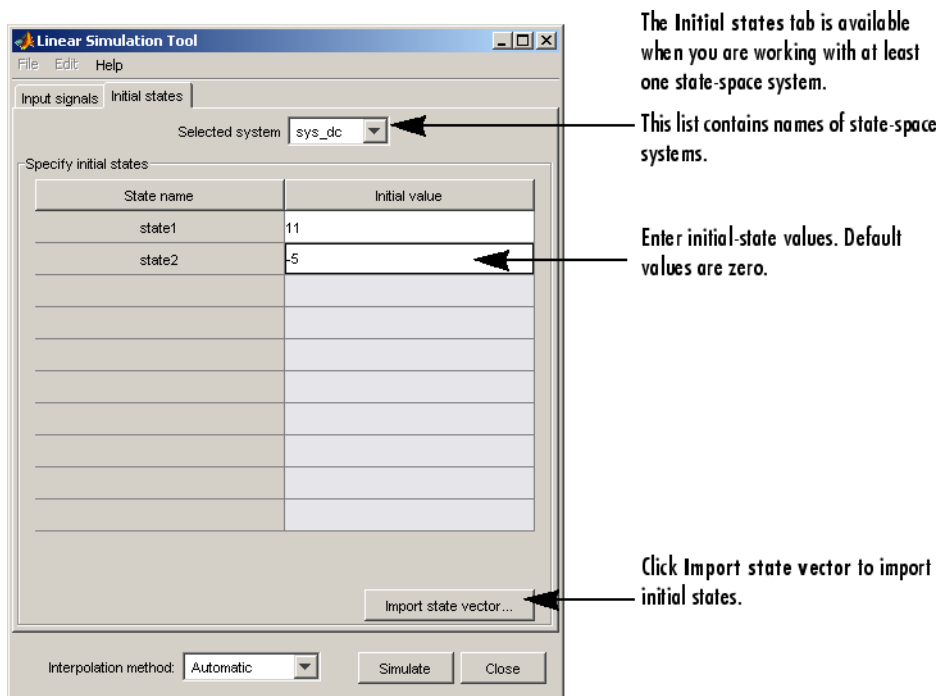 Linear Simulation Tool
File Edit Help
Input signals Initial states
Selected system sys_dc
Specify initial states
State name Initial value
state1 11
state2 -5
Import state vector...
Interpolation method: Automatic Simulate Close
The Initial states tab is available
when you are working with at least
one state-space system.
This list contains names of state-space
systems.
Enter initial-state values. Default
values are zero.
Click Import state vector to import
initial states.